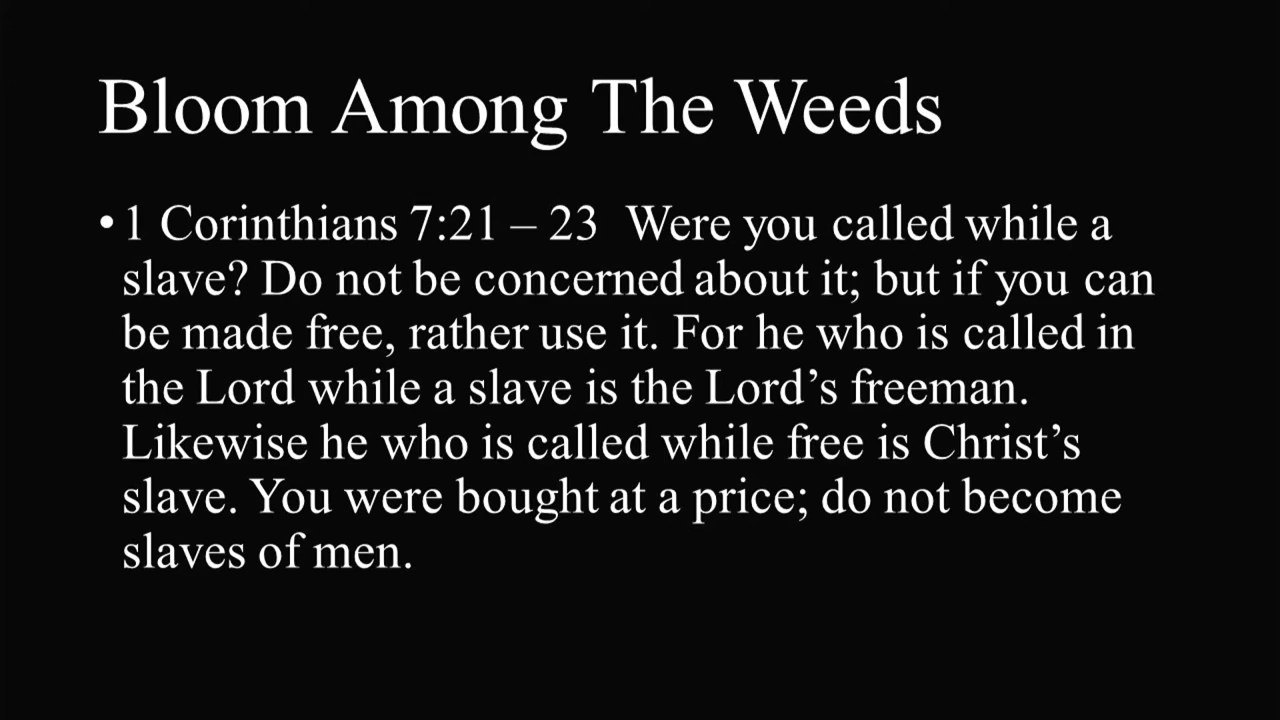 Bloom Among The Weeds
• 1 Corinthians 7:21 – 23  Were you called while a
slave? Do not be concerned about it; but if you can
be made free, rather use it. For he who is called in
the Lord while a slave is the Lord’s freeman.
Likewise he who is called while free is Christ’s
slave. You were bought at a price; do not become
slaves of men.